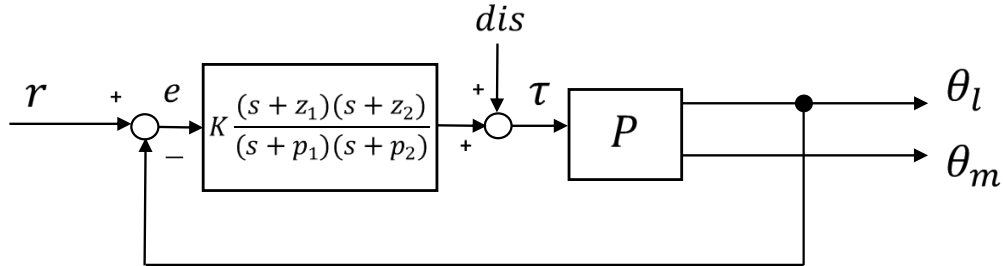 dis
r + e K (s + z₁)(s + z₂) / (s + p₁)(s + p₂) + + τ P θₗ
−
θₘ